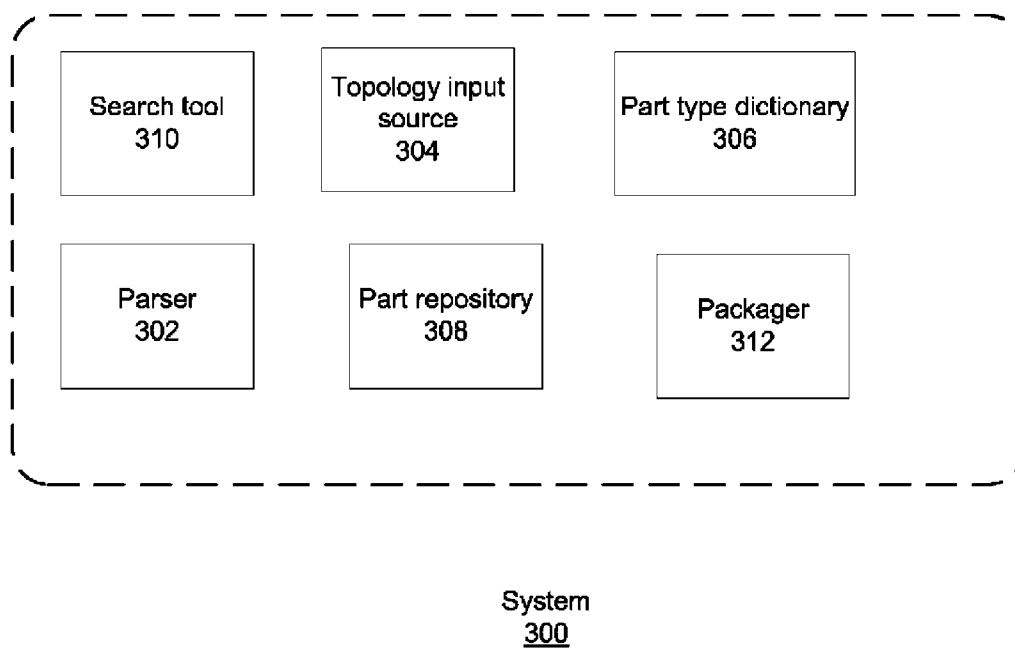 Search tool
310
Topology input
source
304
Part type dictionary
306
Parser
302
Part repository
308
Packager
312
System
300